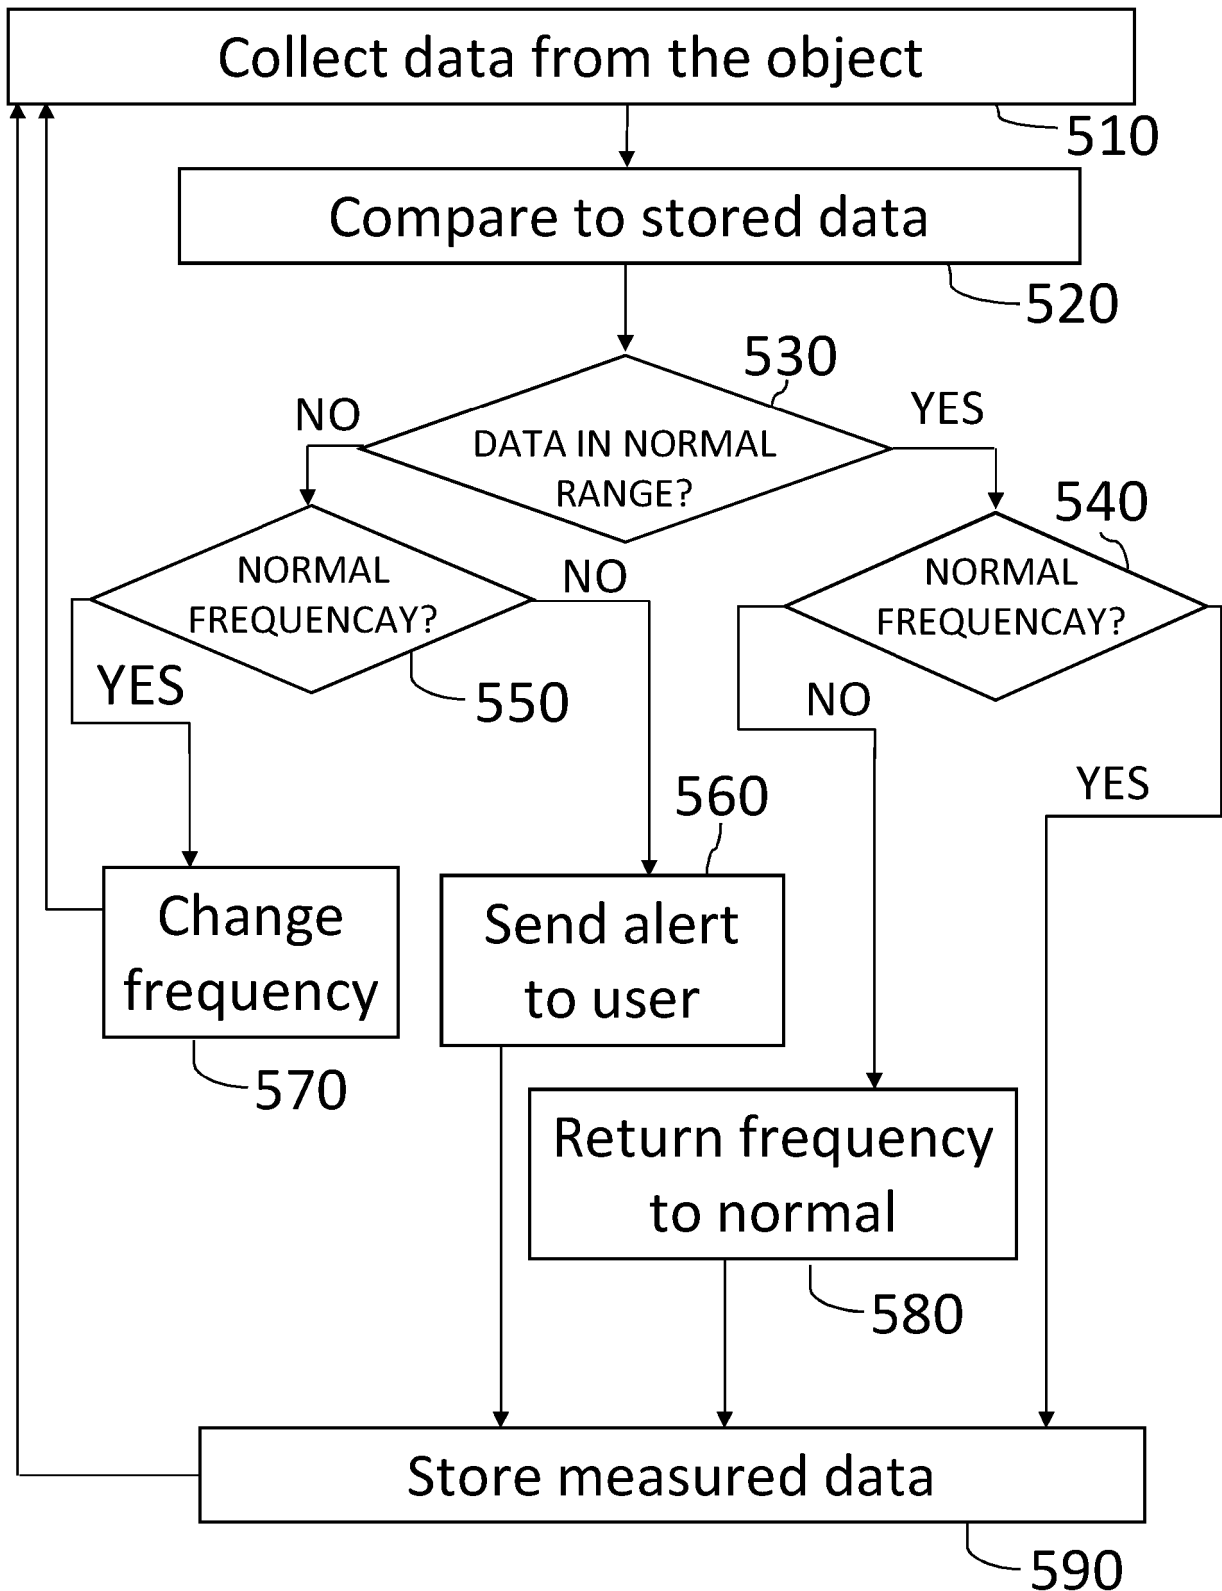 Collect data from the object
510
Compare to stored data
520
530
NO
YES
DATA IN NORMAL
RANGE?
540
NORMAL
FREQUENCAY?
NO
NORMAL
FREQUENCAY?
YES
550
NO
YES
560
Change
frequency
Send alert
to user
570
Return frequency
to normal
580
Store measured data
590